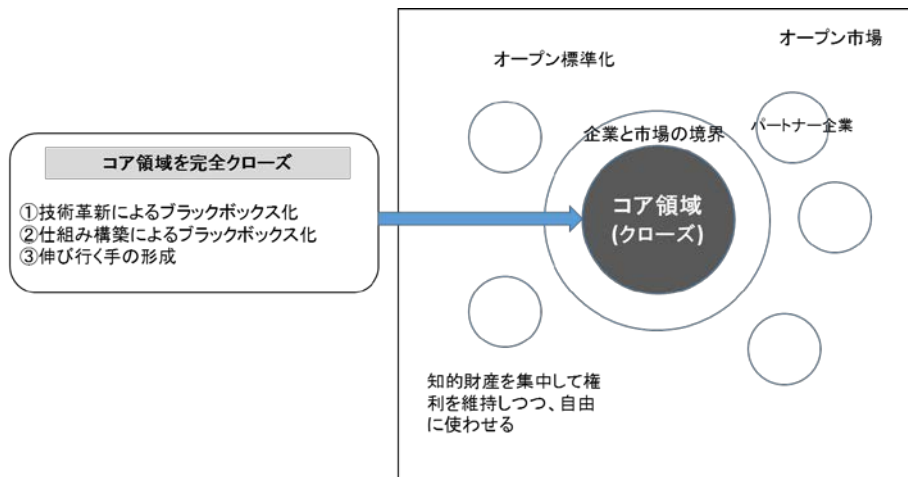 コア領域を完全クローズ
①技術革新によるブラックボックス化
②仕組み構築によるブラックボックス化
③伸び行く手の形成
オープン市場
オープン標準化
パートナー企業
企業と市場の境界
コア領域
(クローズ)
知的財産を集中して権
利を維持しつつ、自由
に使わせる